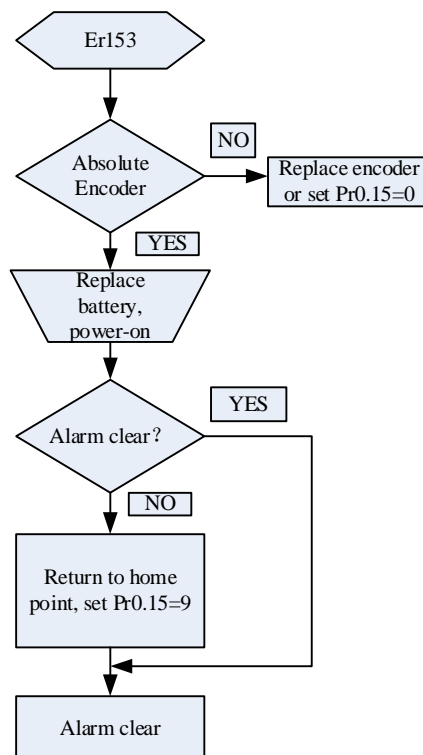 Er153
Absolute
Encoder
NO
Replace encoder
or set Pr0.15=0
YES
Replace
battery,
power-on
Alarm clear？
YES
NO
Return to home
point, set Pr0.15=9
Alarm clear